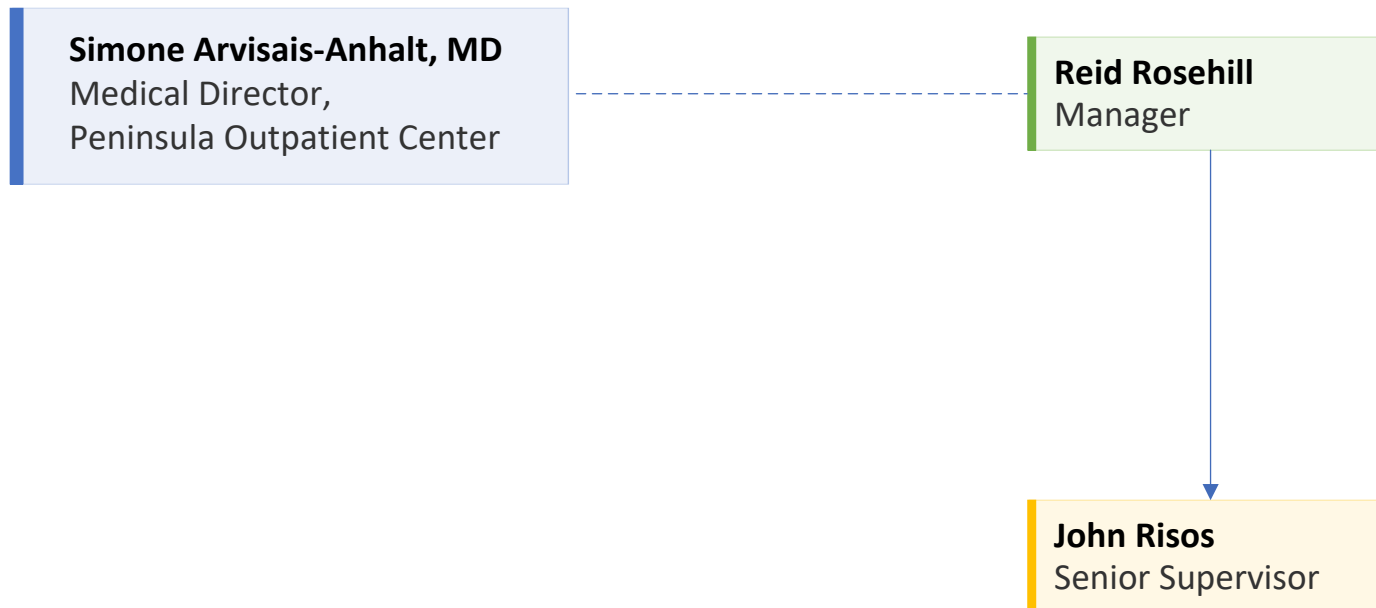 Simone Arvisais-Anhalt, MD
Medical Director,
Peninsula Outpatient Center
Reid Rosehill
Manager
John Risos
Senior Supervisor